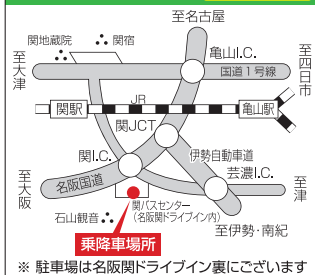 至名古屋
関地蔵院
関宿
亀山I.C.
至大津
国道1号線
至四日市
JR
関駅
亀山駅
関JCT
関I.C.
伊勢自動車道
芸濃I.C.
至大阪
名阪国道
至津
関バスセンター
(名阪関ドライブイン内)
石山観音
至伊勢・南紀
乗降車場所
※ 駐車場は名阪関ドライブイン裏にございます